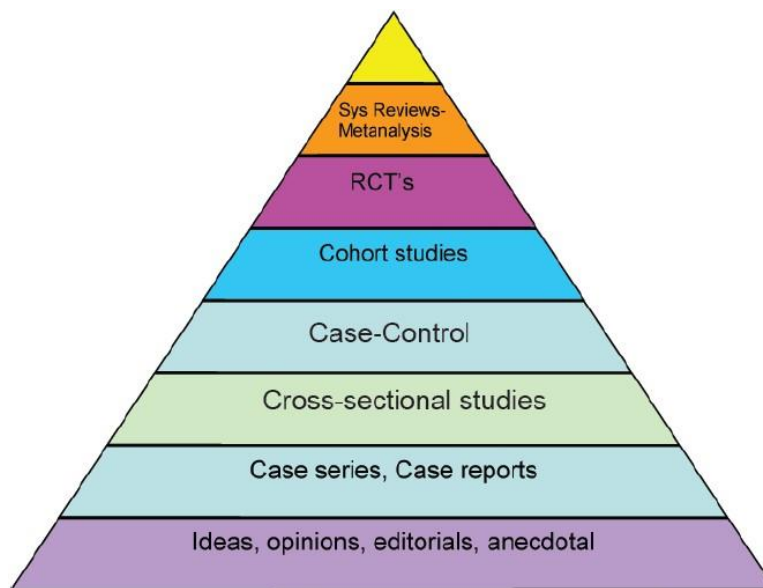 Sys Reviews-
Metanalysis
RCT's
Cohort studies
Case-Control
Cross-sectional studies
Case series, Case reports
Ideas, opinions, editorials, anecdotal